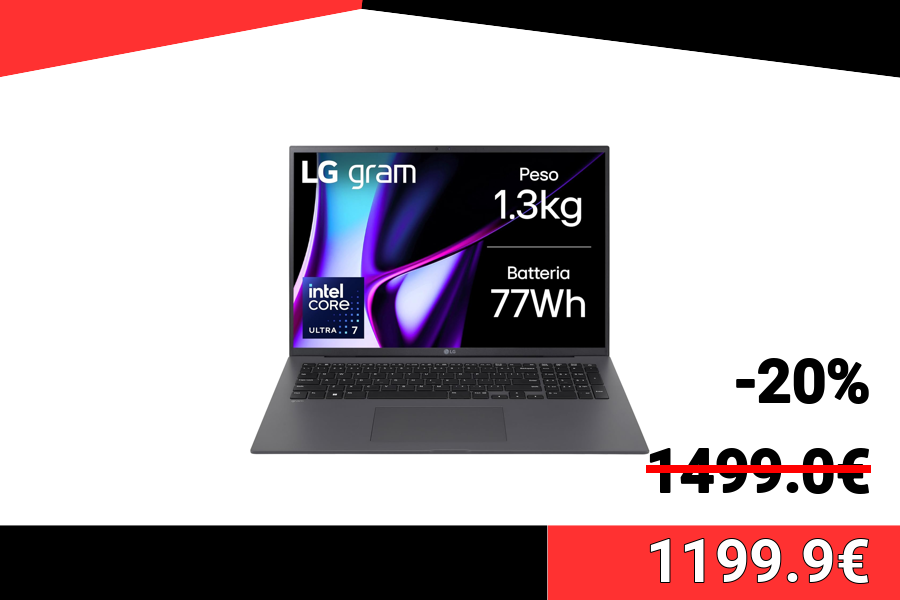 LG gram
Peso
1.3kg
Batteria
77Wh
intel
CORE
ULTRA 7
LG
-20%
1499.0€
1199.9€